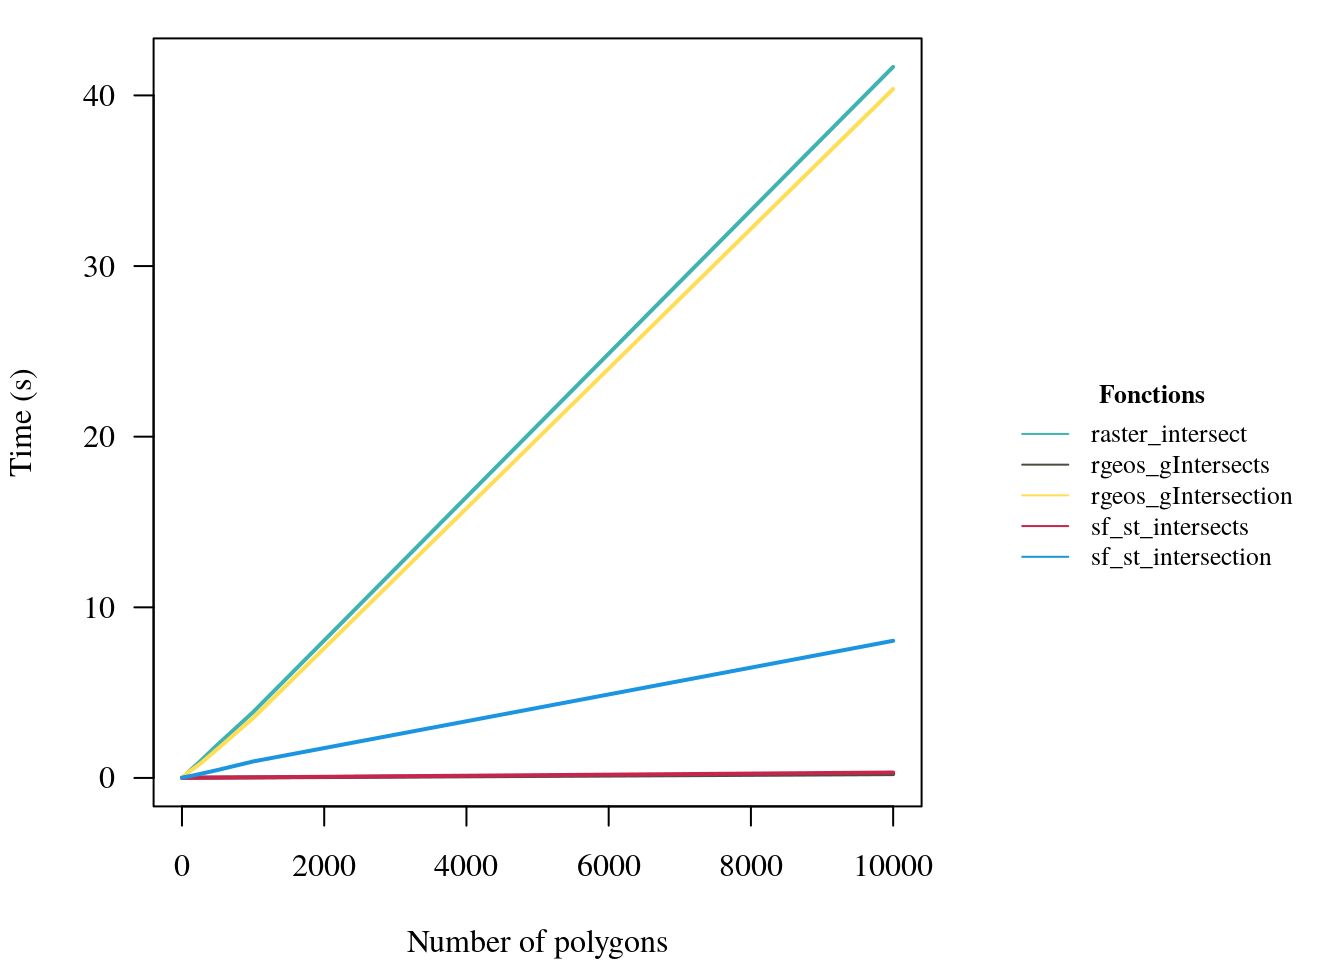 40
30
20
10
0
Time (s)
0 2000 4000 6000 8000 10000
Number of polygons
Fonctions
raster_intersect
rgeos_gIntersects
rgeos_gIntersection
sf_st_intersects
sf_st_intersection